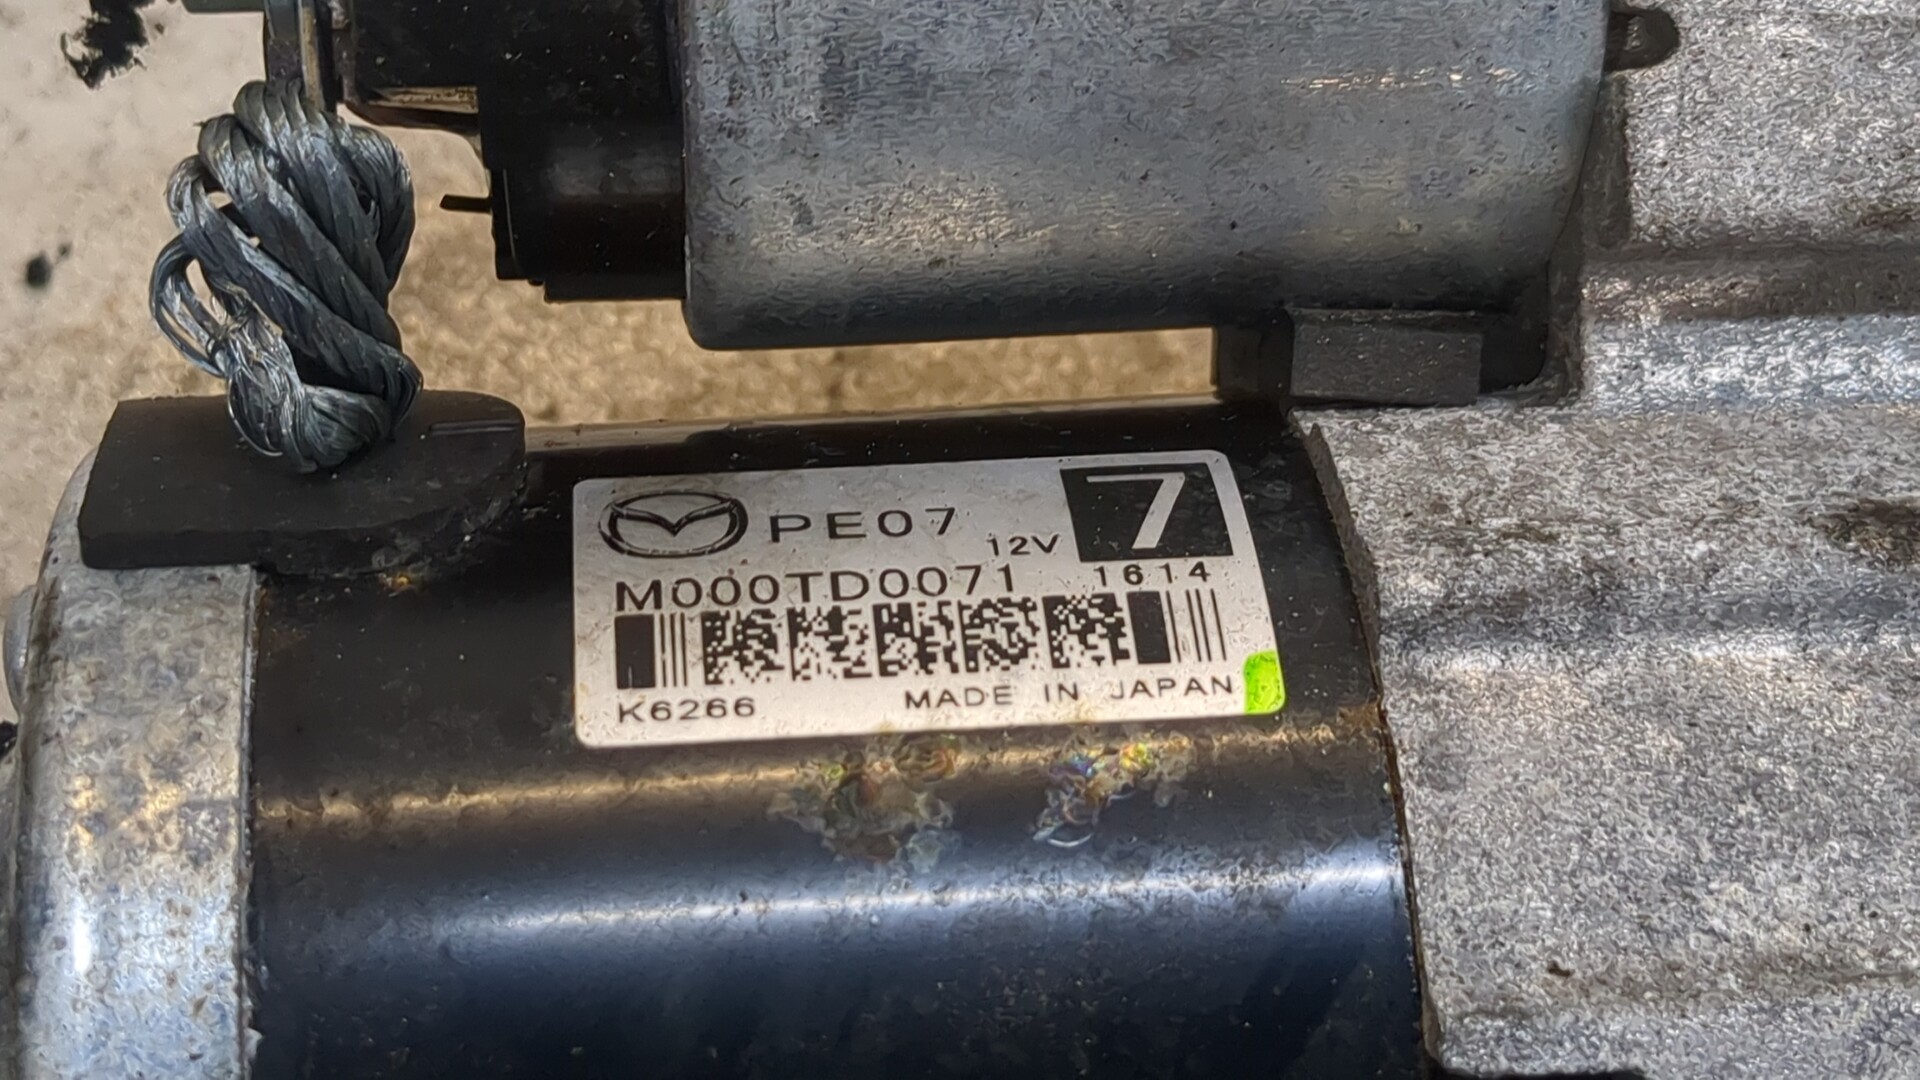 PE07 12V 7
M000TD0071 1614
K6266 MADE IN JAPAN